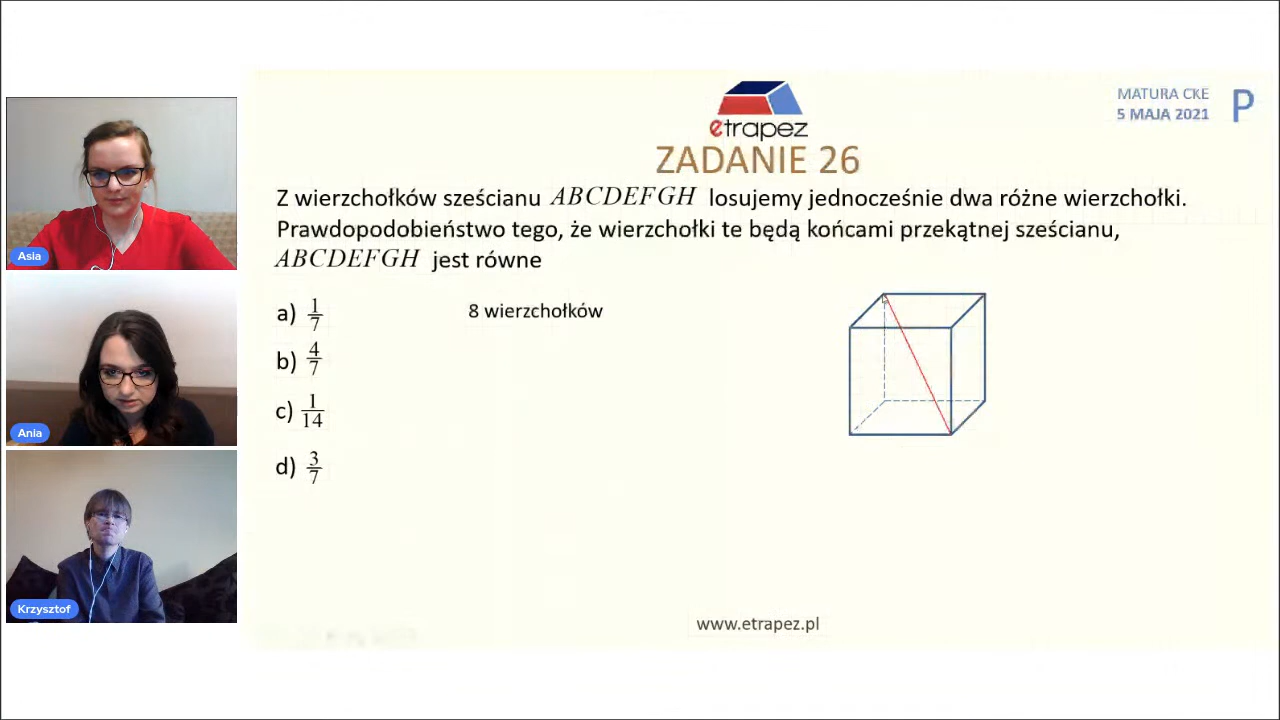 etrapez
MATURA CKE
5 MAJA 2021
P
ZADANIE 26
Z wierzchołków sześcianu ABCDEFGH losujemy jednocześnie dwa różne wierzchołki.
Prawdopodobieństwo tego, że wierzchołki te będą końcami przekątnej sześcianu,
ABCDEFGH jest równe
a) 1/7
8 wierzchołków
b) 4/7
c) 1/14
d) 3/7
www.etrapez.pl
Asia
Ania
Krzysztof